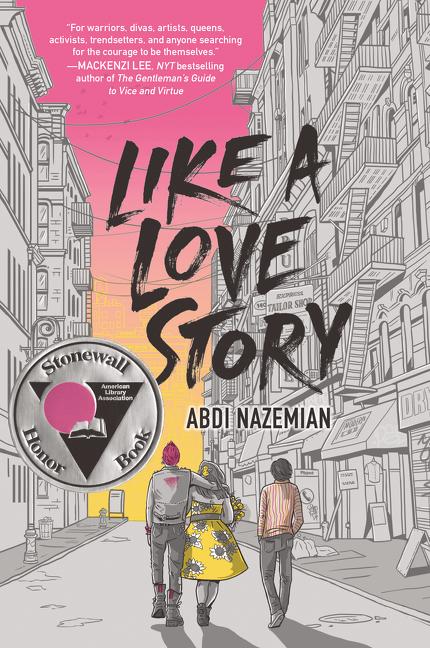 “For warriors, divas, artists, queens,
activists, trendsetters, and anyone searching
for the courage to be themselves.”
—MACKENZI LEE, NYT bestselling
author of The Gentleman's Guide
to Vice and Virtue
LIKE A
LOVE
STORY
EXPRESS
TAILOR SHOP
Stonewall
American
Library
Association
Honor
Book
ABDI NAZEMIAN
DRY